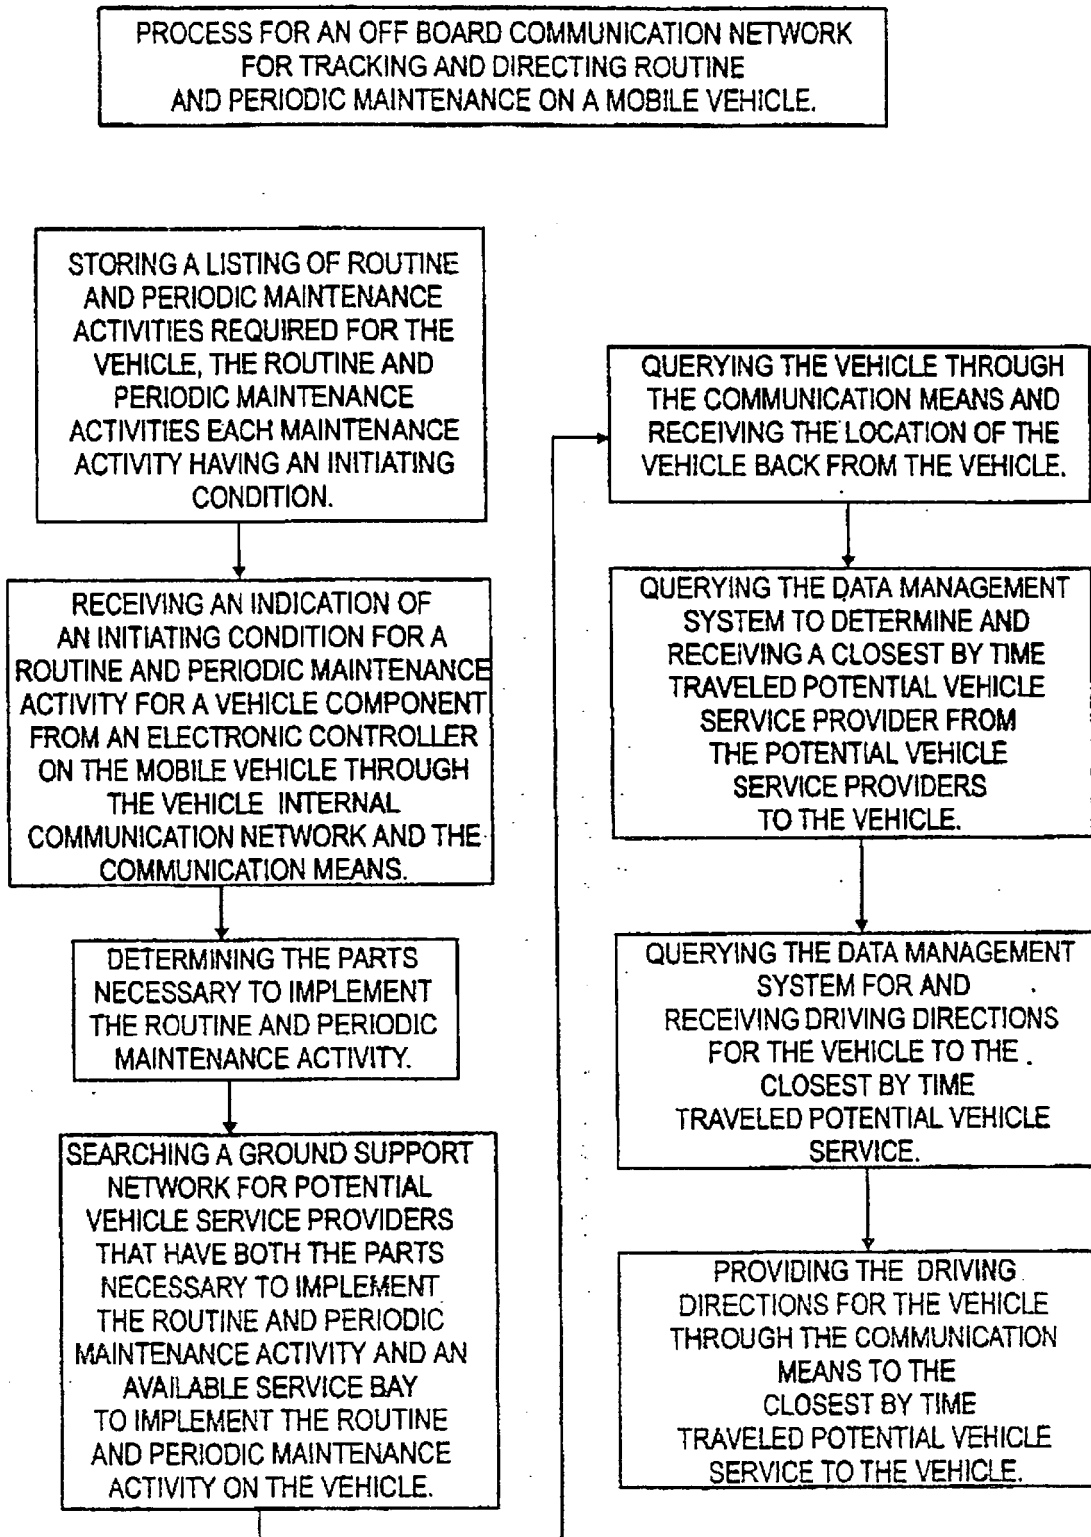 PROCESS FOR AN OFF BOARD COMMUNICATION NETWORK
FOR TRACKING AND DIRECTING ROUTINE
AND PERIODIC MAINTENANCE ON A MOBILE VEHICLE.
STORING A LISTING OF ROUTINE
AND PERIODIC MAINTENANCE
ACTIVITIES REQUIRED FOR THE
VEHICLE, THE ROUTINE AND
PERIODIC MAINTENANCE
ACTIVITIES EACH MAINTENANCE
ACTIVITY HAVING AN INITIATING
CONDITION.
RECEIVING AN INDICATION OF
AN INITIATING CONDITION FOR A
ROUTINE AND PERIODIC MAINTENANCE
ACTIVITY FOR A VEHICLE COMPONENT
FROM AN ELECTRONIC CONTROLLER
ON THE MOBILE VEHICLE THROUGH
THE VEHICLE INTERNAL
COMMUNICATION NETWORK AND THE
COMMUNICATION MEANS.
DETERMINING THE PARTS
NECESSARY TO IMPLEMENT
THE ROUTINE AND PERIODIC
MAINTENANCE ACTIVITY.
SEARCHING A GROUND SUPPORT
NETWORK FOR POTENTIAL
VEHICLE SERVICE PROVIDERS
THAT HAVE BOTH THE PARTS
NECESSARY TO IMPLEMENT
THE ROUTINE AND PERIODIC
MAINTENANCE ACTIVITY AND AN
AVAILABLE SERVICE BAY
TO IMPLEMENT THE ROUTINE
AND PERIODIC MAINTENANCE
ACTIVITY ON THE VEHICLE.
QUERYING THE VEHICLE THROUGH
THE COMMUNICATION MEANS AND
RECEIVING THE LOCATION OF THE
VEHICLE BACK FROM THE VEHICLE.
QUERYING THE DATA MANAGEMENT
SYSTEM TO DETERMINE AND
RECEIVING A CLOSEST BY TIME
TRAVELED POTENTIAL VEHICLE
SERVICE PROVIDER FROM
THE POTENTIAL VEHICLE
SERVICE PROVIDERS
TO THE VEHICLE.
QUERYING THE DATA MANAGEMENT
SYSTEM FOR AND
RECEIVING DRIVING DIRECTIONS
FOR THE VEHICLE TO THE
CLOSEST BY TIME
TRAVELED POTENTIAL VEHICLE
SERVICE.
PROVIDING THE DRIVING
DIRECTIONS FOR THE VEHICLE
THROUGH THE COMMUNICATION
MEANS TO THE
CLOSEST BY TIME
TRAVELED POTENTIAL VEHICLE
SERVICE TO THE VEHICLE.